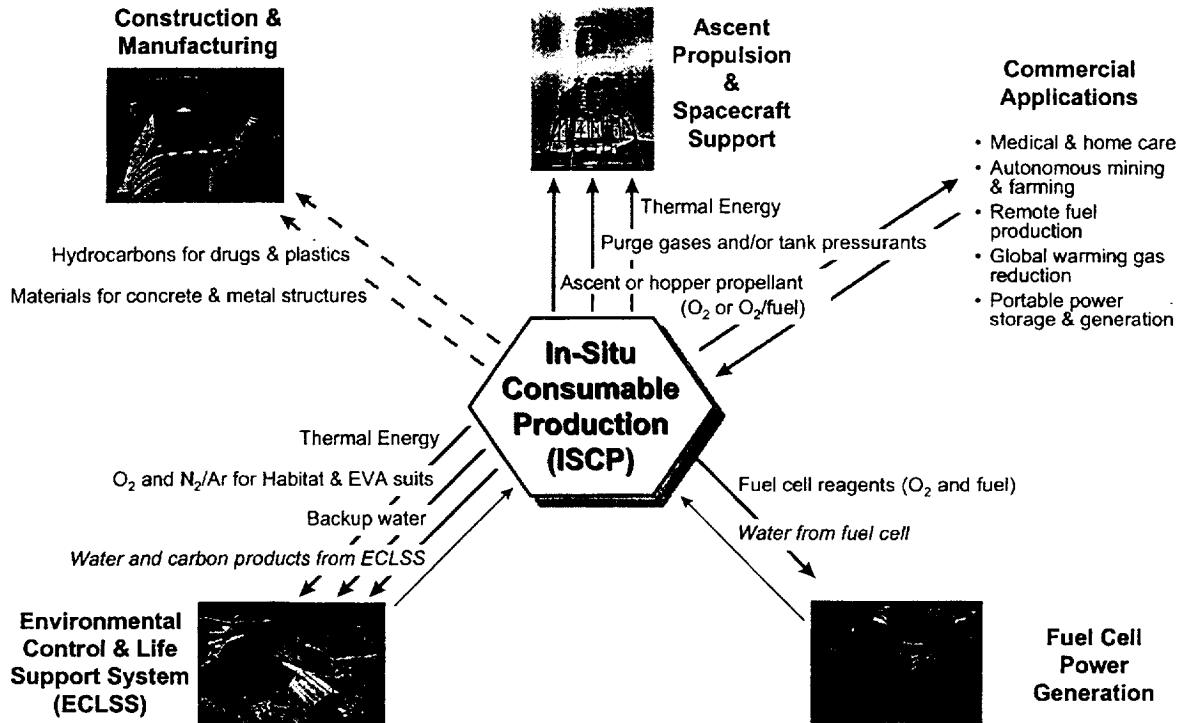 Construction &
Manufacturing
Ascent
Propulsion
&
Spacecraft
Support
Commercial
Applications
• Medical & home care
• Autonomous mining
& farming
• Remote fuel
production
• Global warming gas
reduction
• Portable power
storage & generation
Thermal Energy
Purge gases and/or tank pressurants
Ascent or hopper propellant
(O₂ or O₂/fuel)
Hydrocarbons for drugs & plastics
Materials for concrete & metal structures
In-Situ
Consumable
Production
(ISCP)
Thermal Energy
O₂ and N₂/Ar for Habitat & EVA suits
Backup water
Water and carbon products from ECLSS
Fuel cell reagents (O₂ and fuel)
Water from fuel cell
Environmental
Control & Life
Support System
(ECLSS)
Fuel Cell
Power
Generation